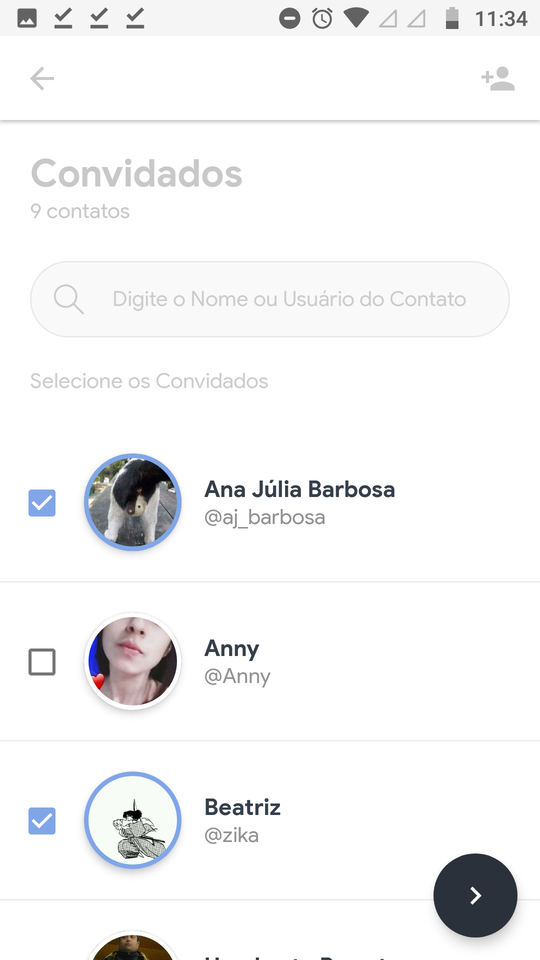 11:34
Convidados
9 contatos
Digite o Nome ou Usuário do Contato
Selecione os Convidados
Ana Júlia Barbosa
@aj_barbosa
Anny
@Anny
Beatriz
@zika